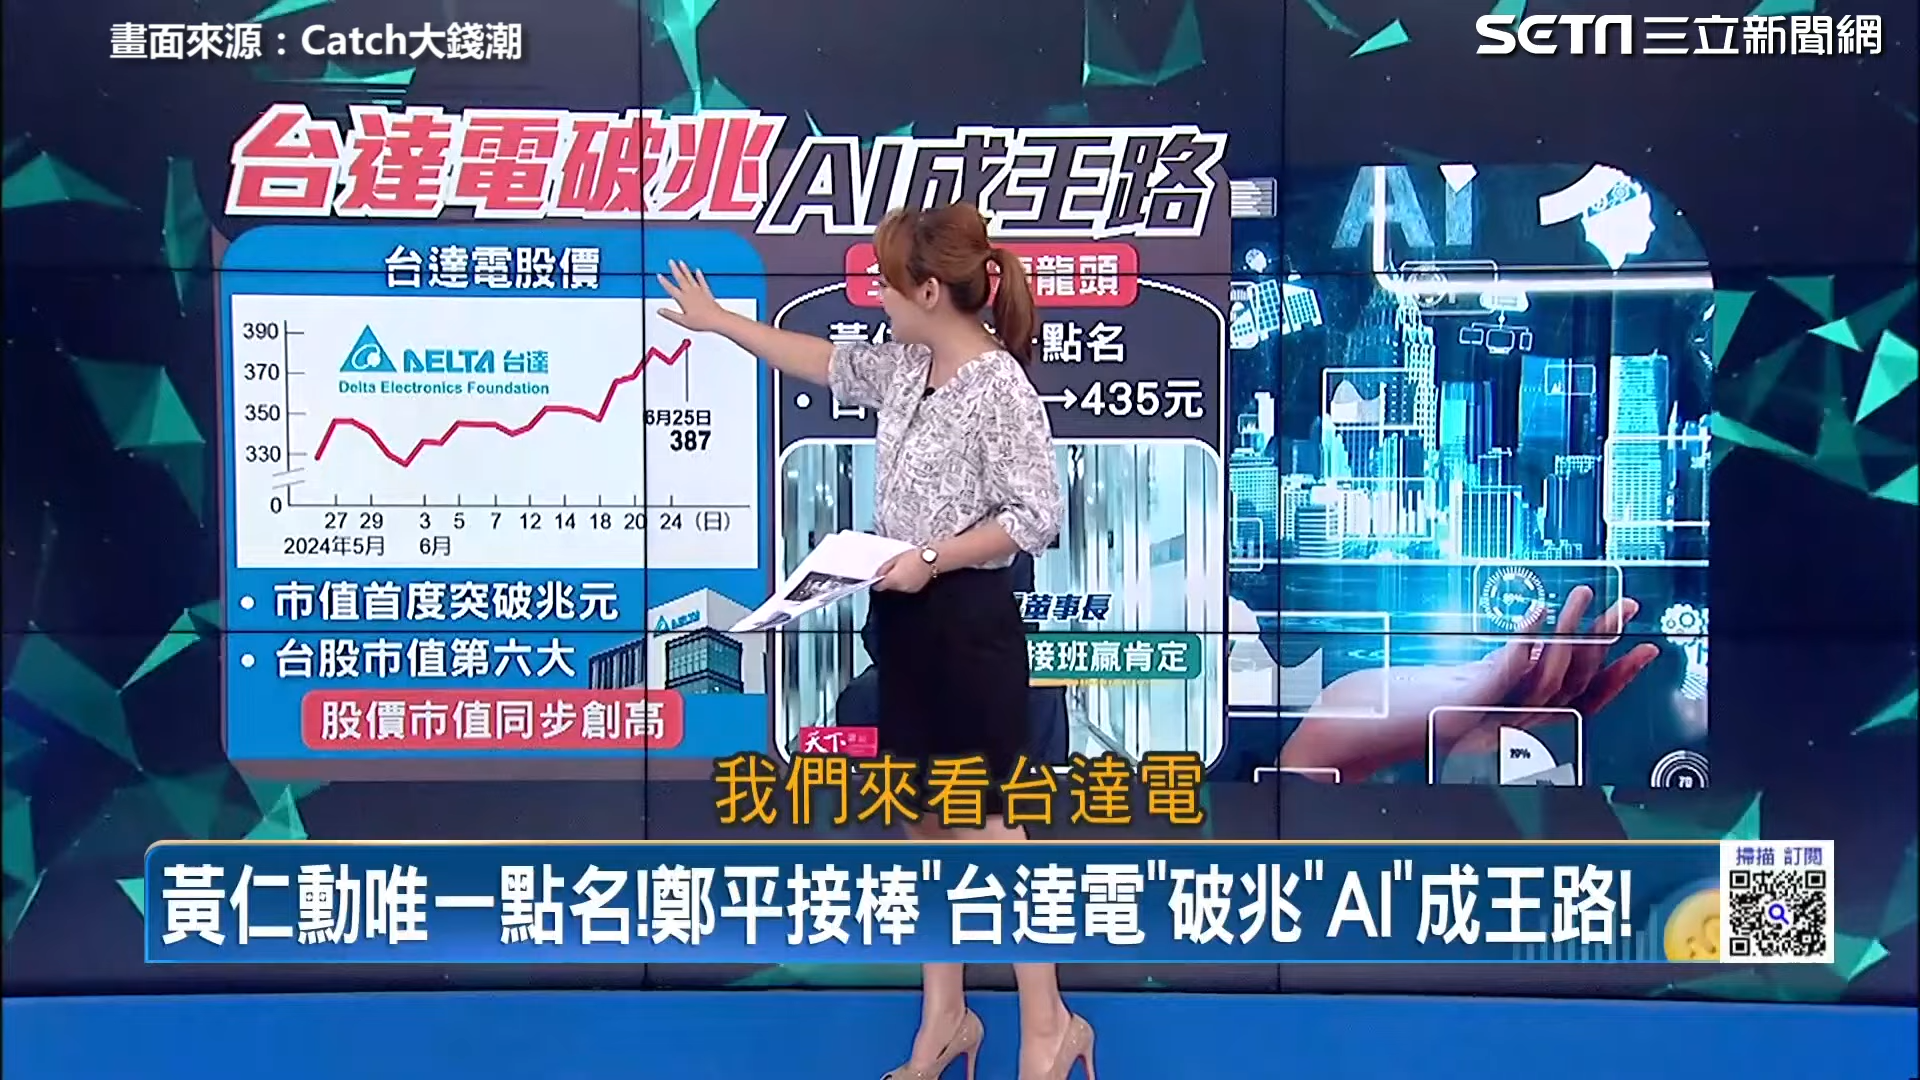 畫面來源：Catch大錢潮
SETN三立新聞網
台達電破兆AI成王路
AI
台達電股價
390
370
350
330
0
DELTA 台達
Delta Electronics Foundation
6月25日
387
27 29 3 5 7 12 14 18 20 24（日）
2024年5月 6月
• 市值首度突破兆元
• 台股市值第六大
股價市值同步創高
DELTA
龍頭
點名
→435元
董事長
接班贏肯定
天下
20%
70
我們來看台達電
黃仁勳唯一點名!鄭平接棒"台達電"破兆"AI"成王路!
掃描 訂閱